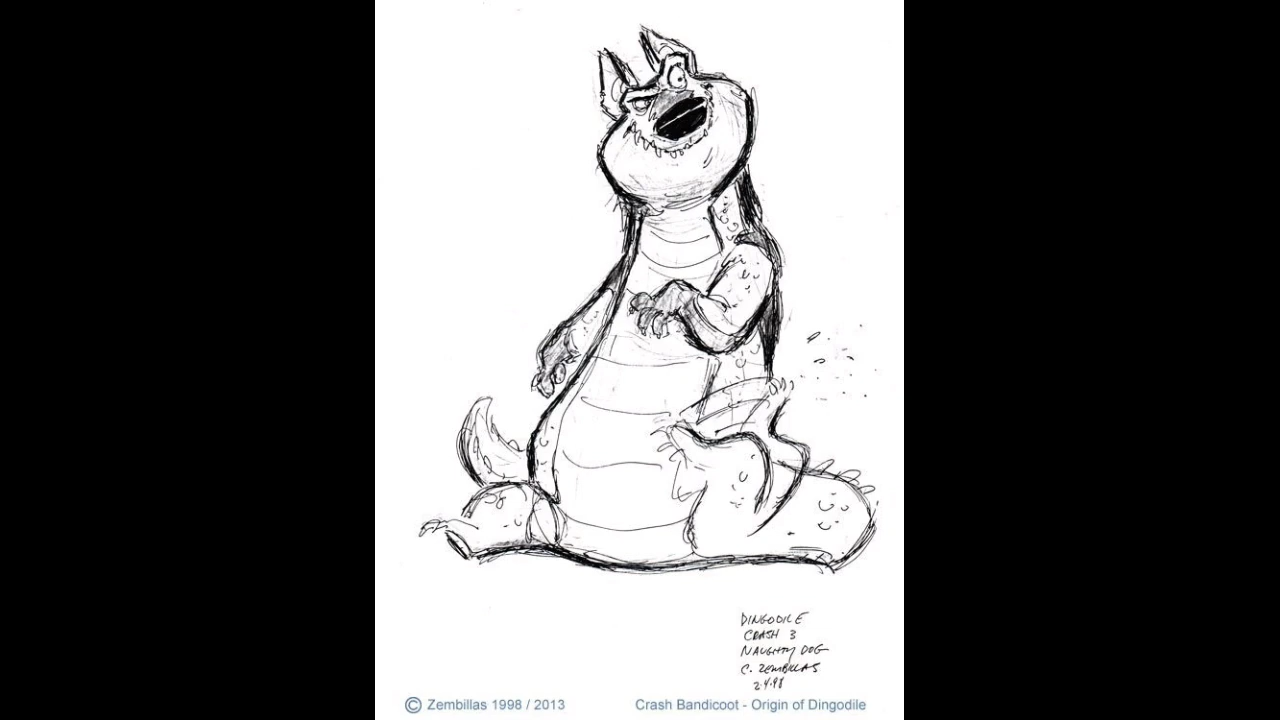 DINGODILE
CRASH 3
NAUGHTY DOG
C. ZEMBILLAS
2.4.98
© Zembillas 1998 / 2013
Crash Bandicoot - Origin of Dingodile